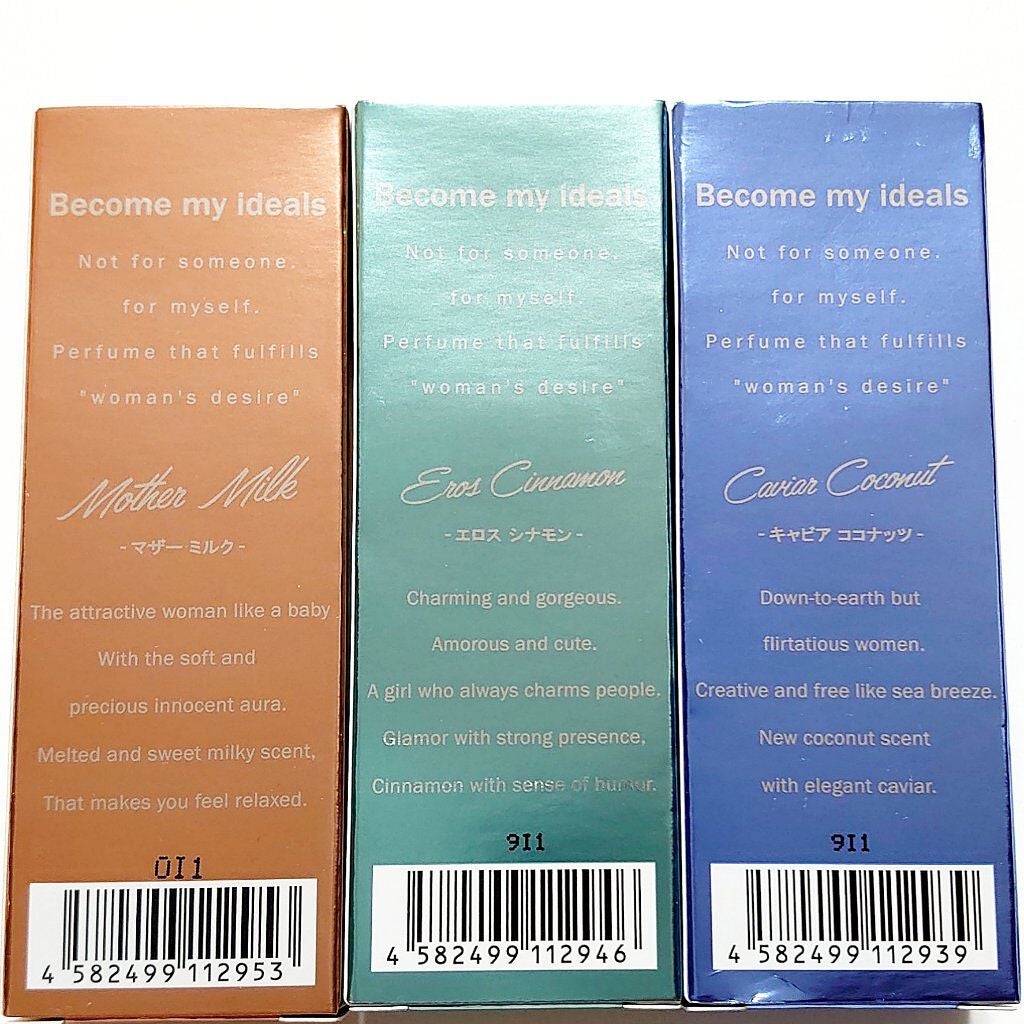 Become my ideals
Not for someone.
for myself.
Perfume that fulfills
"woman's desire"
Mother Milk
-マザー ミルク-
The attractive woman like a baby
With the soft and
precious innocent aura.
Melted and sweet milky scent,
That makes you feel relaxed.
0I1
4 582499 112953
Become my ideals
Not for someone.
for myself
Perfume that fulfills
"woman's desire"
Eros Cinnamon
-エロス シナモン-
Charming and gorgeous.
Amorous and cute.
A girl who always charms people.
Glamor with strong presence,
Cinnamon with sense of humor.
9I1
4 582499 112946
Become my ideals
Not for someone.
for myself.
Perfume that fulfills
"woman's desire"
Caviar Coconut
-キャビア ココナッツ-
Down-to-earth but
flirtatious women.
Creative and free like sea breeze.
New coconut scent
with elegant caviar.
9I1
4 582499 112939